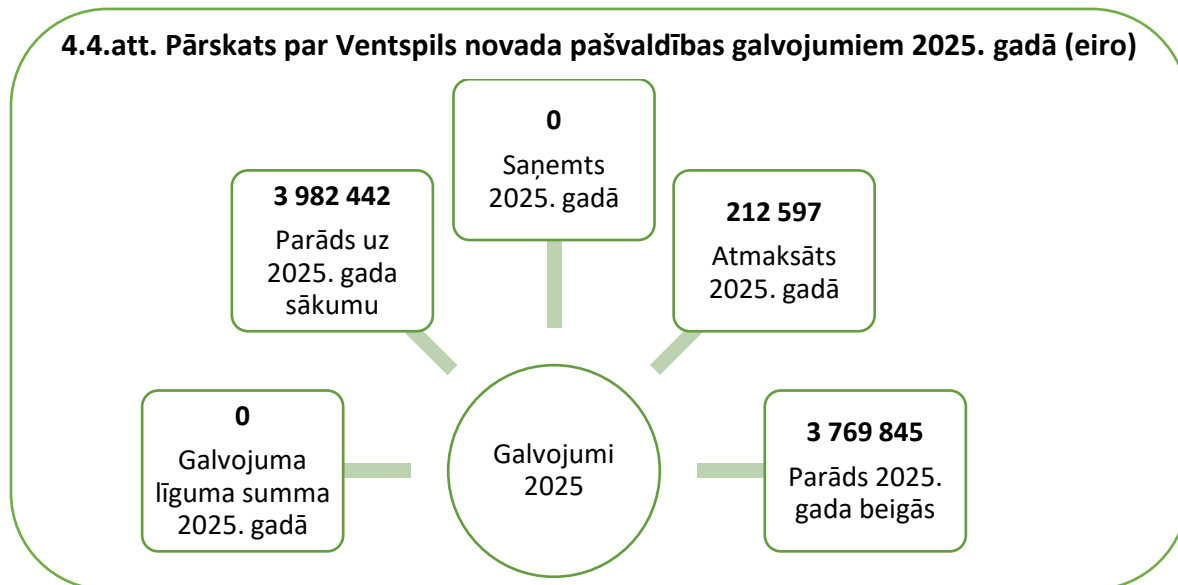 4.4.att. Pārskats par Ventspils novada pašvaldības galvojumiem 2025. gadā (eiro)
0
Galvojuma
līguma summa
2025. gadā
3 982 442
Parāds uz
2025. gada
sākumu
0
Saņemts
2025. gadā
212 597
Atmaksāts
2025. gadā
3 769 845
Parāds 2025.
gada beigās
Galvojumi
2025